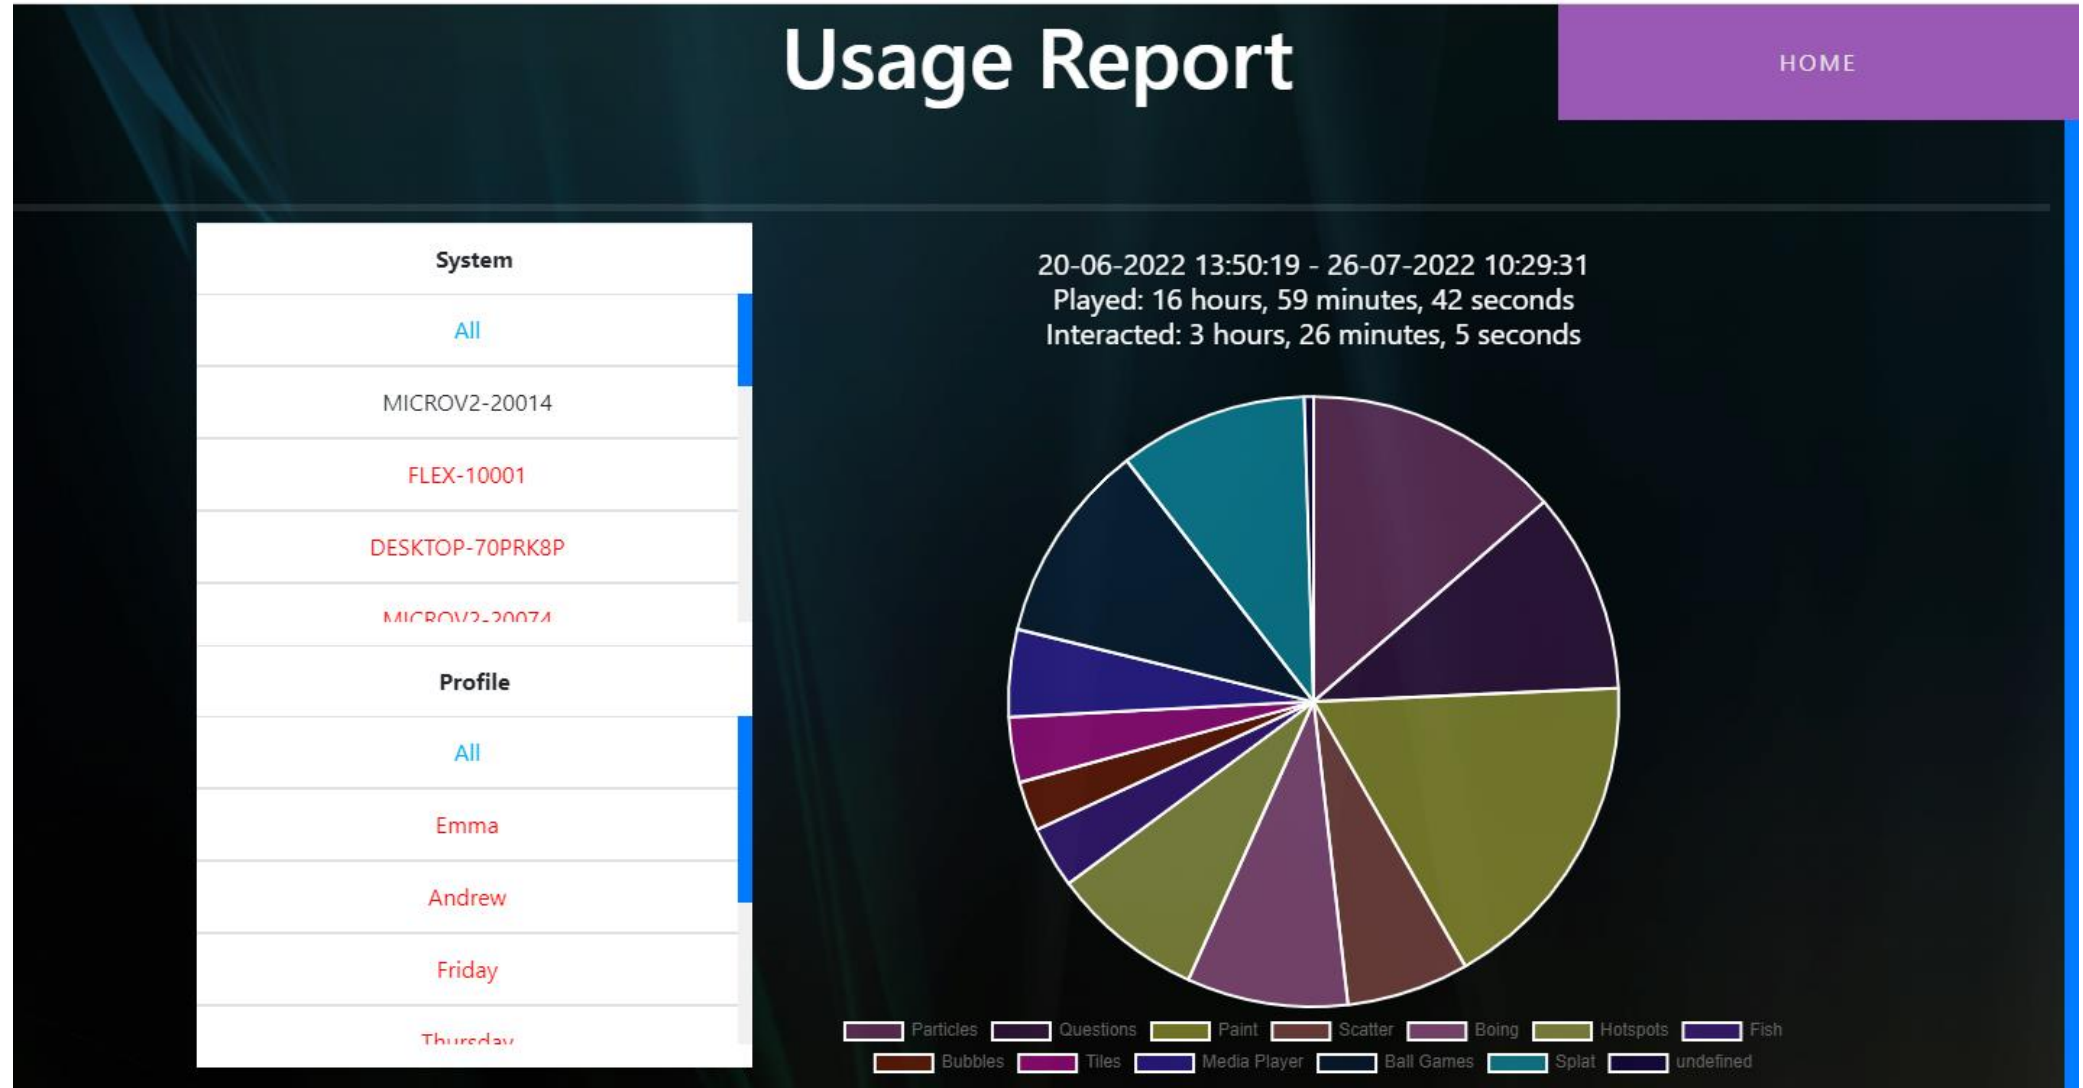 Usage Report
HOME
System
All
MICROV2-20014
FLEX-10001
DESKTOP-70PRK8P
MICROV2-20074
Profile
All
Emma
Andrew
Friday
Thursday
20-06-2022 13:50:19 - 26-07-2022 10:29:31
Played: 16 hours, 59 minutes, 42 seconds
Interacted: 3 hours, 26 minutes, 5 seconds
Particles Questions Paint Scatter Boing Hotspots Fish
Bubbles Tiles Media Player Ball Games Splat undefined